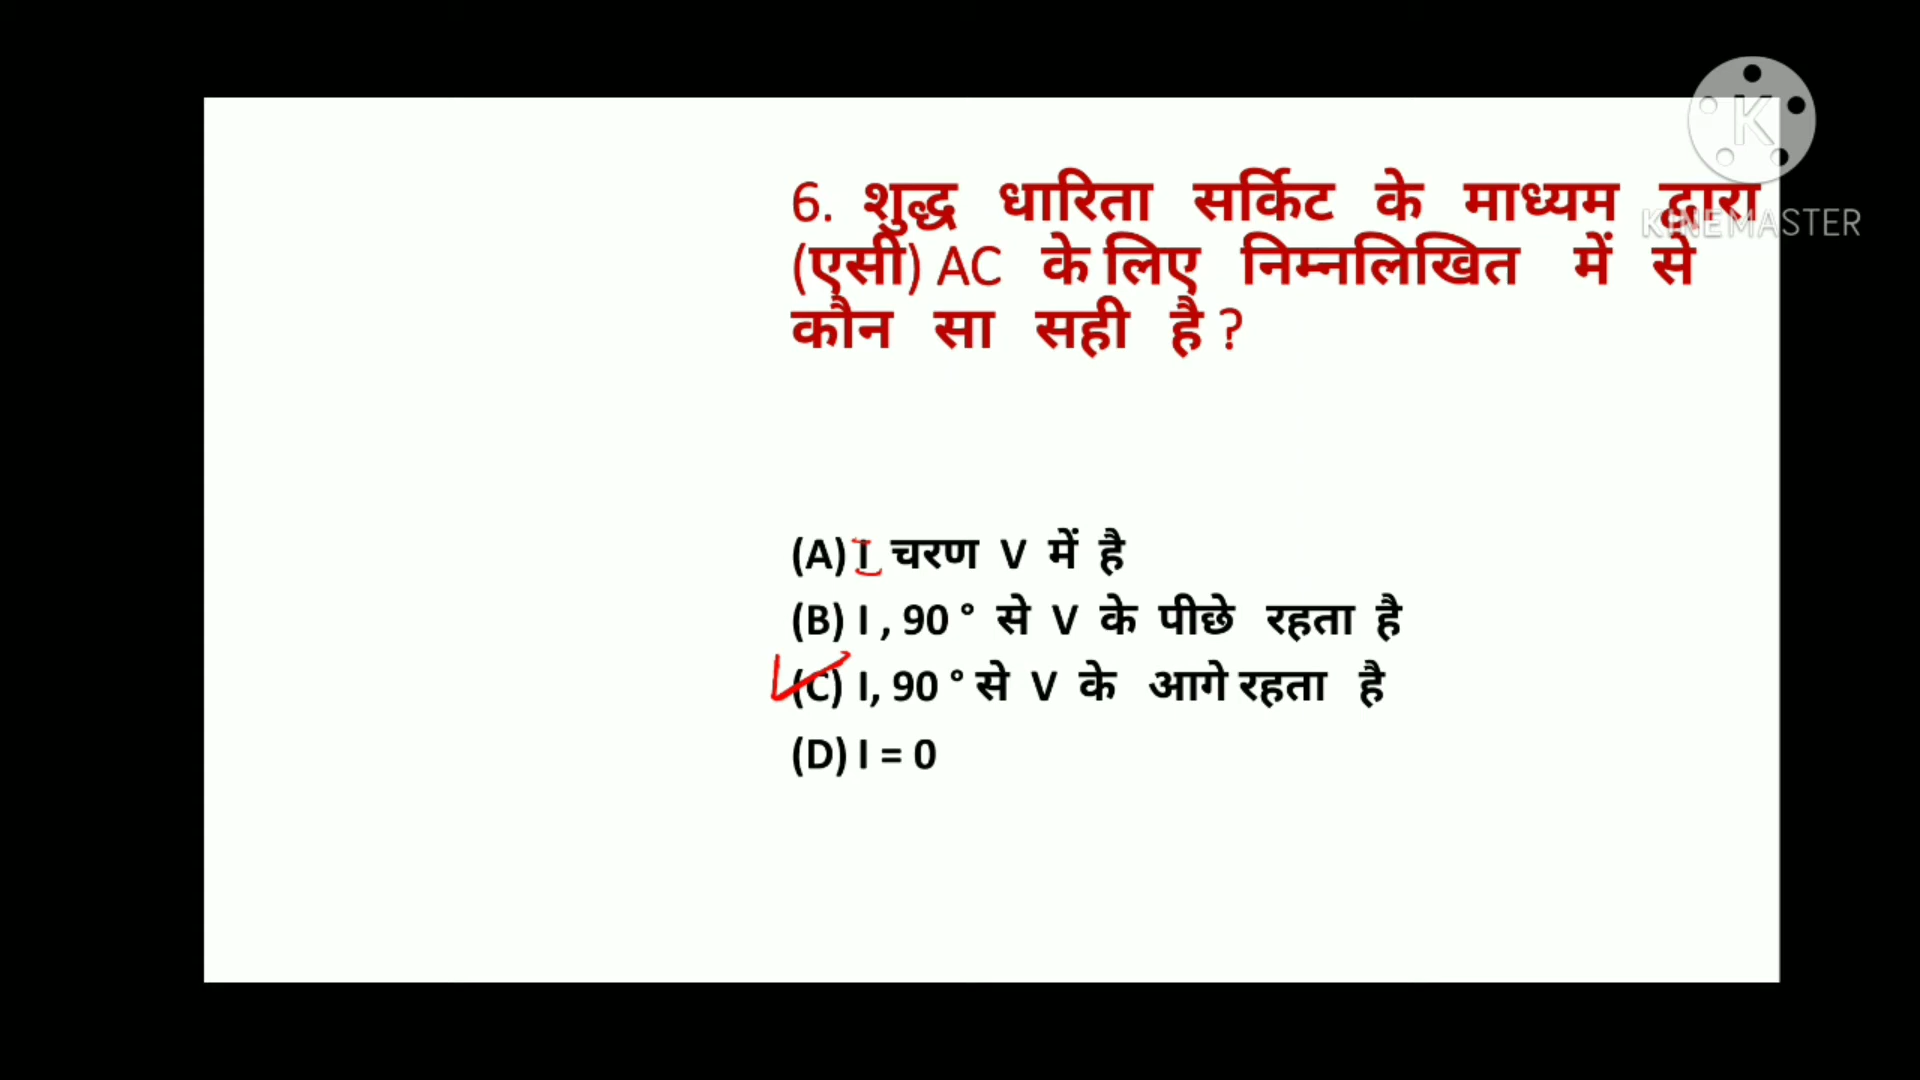 K
KINEMASTER
6. शुद्ध धारिता सर्किट के माध्यम द्वारा
(एसी) AC के लिए निम्नलिखित में से
कौन सा सही है ?
(A) I चरण V में है
(B) I , 90 ° से V के पीछे रहता है
(C) I, 90 ° से V के आगे रहता है
(D) I = 0